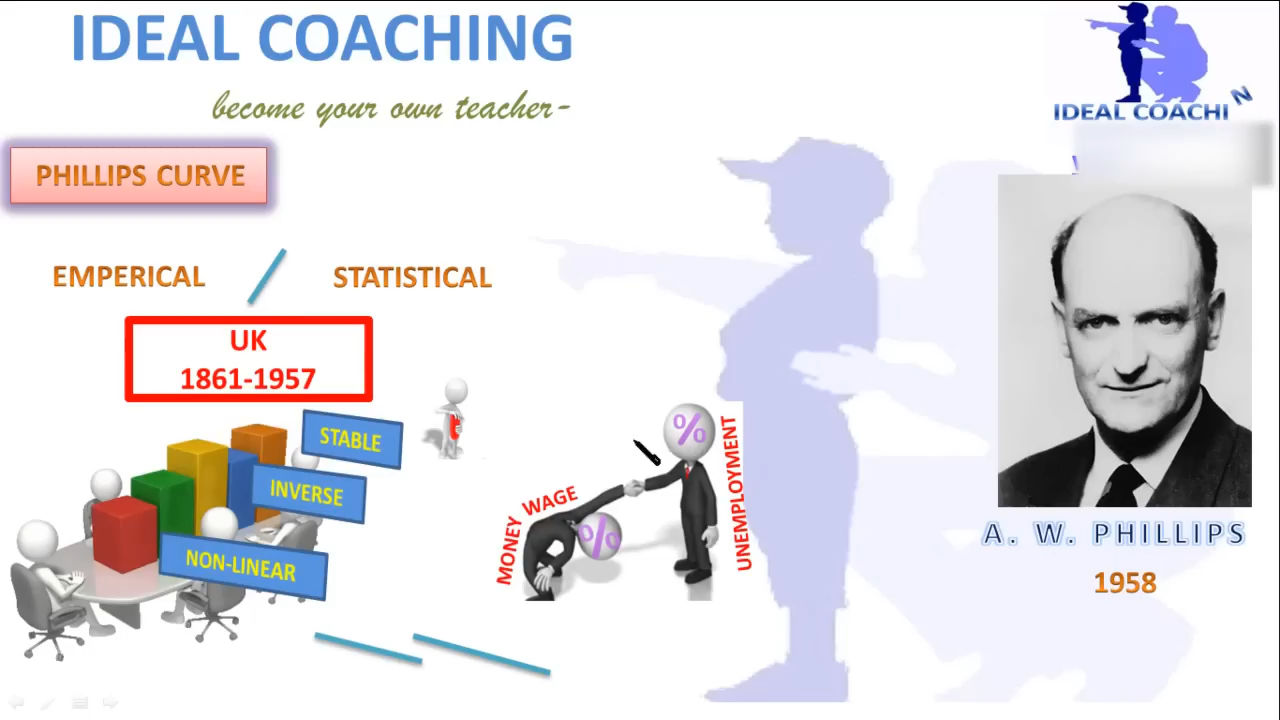 IDEAL COACHING
become your own teacher-
IDEAL COACHI N
PHILLIPS CURVE
EMPERICAL
STATISTICAL
UK
1861-1957
STABLE
INVERSE
NON-LINEAR
%
%
MONEY WAGE
UNEMPLOYMENT
A. W. PHILLIPS
1958